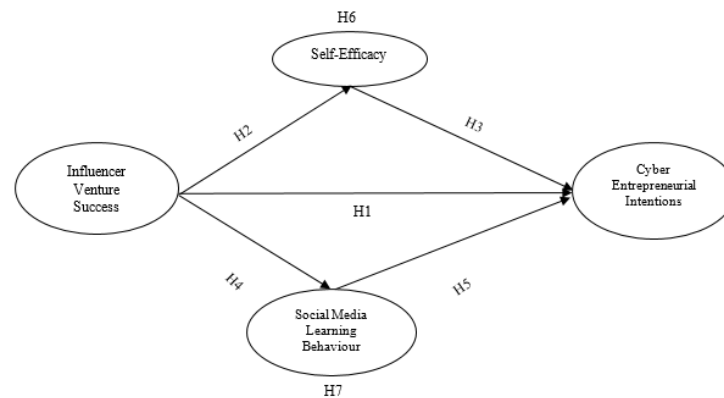 H6
Self-Efficacy
H2
H3
Influencer
Venture
Success
Cyber
Entrepreneurial
Intentions
H1
H4
H5
Social Media
Learning
Behaviour
H7